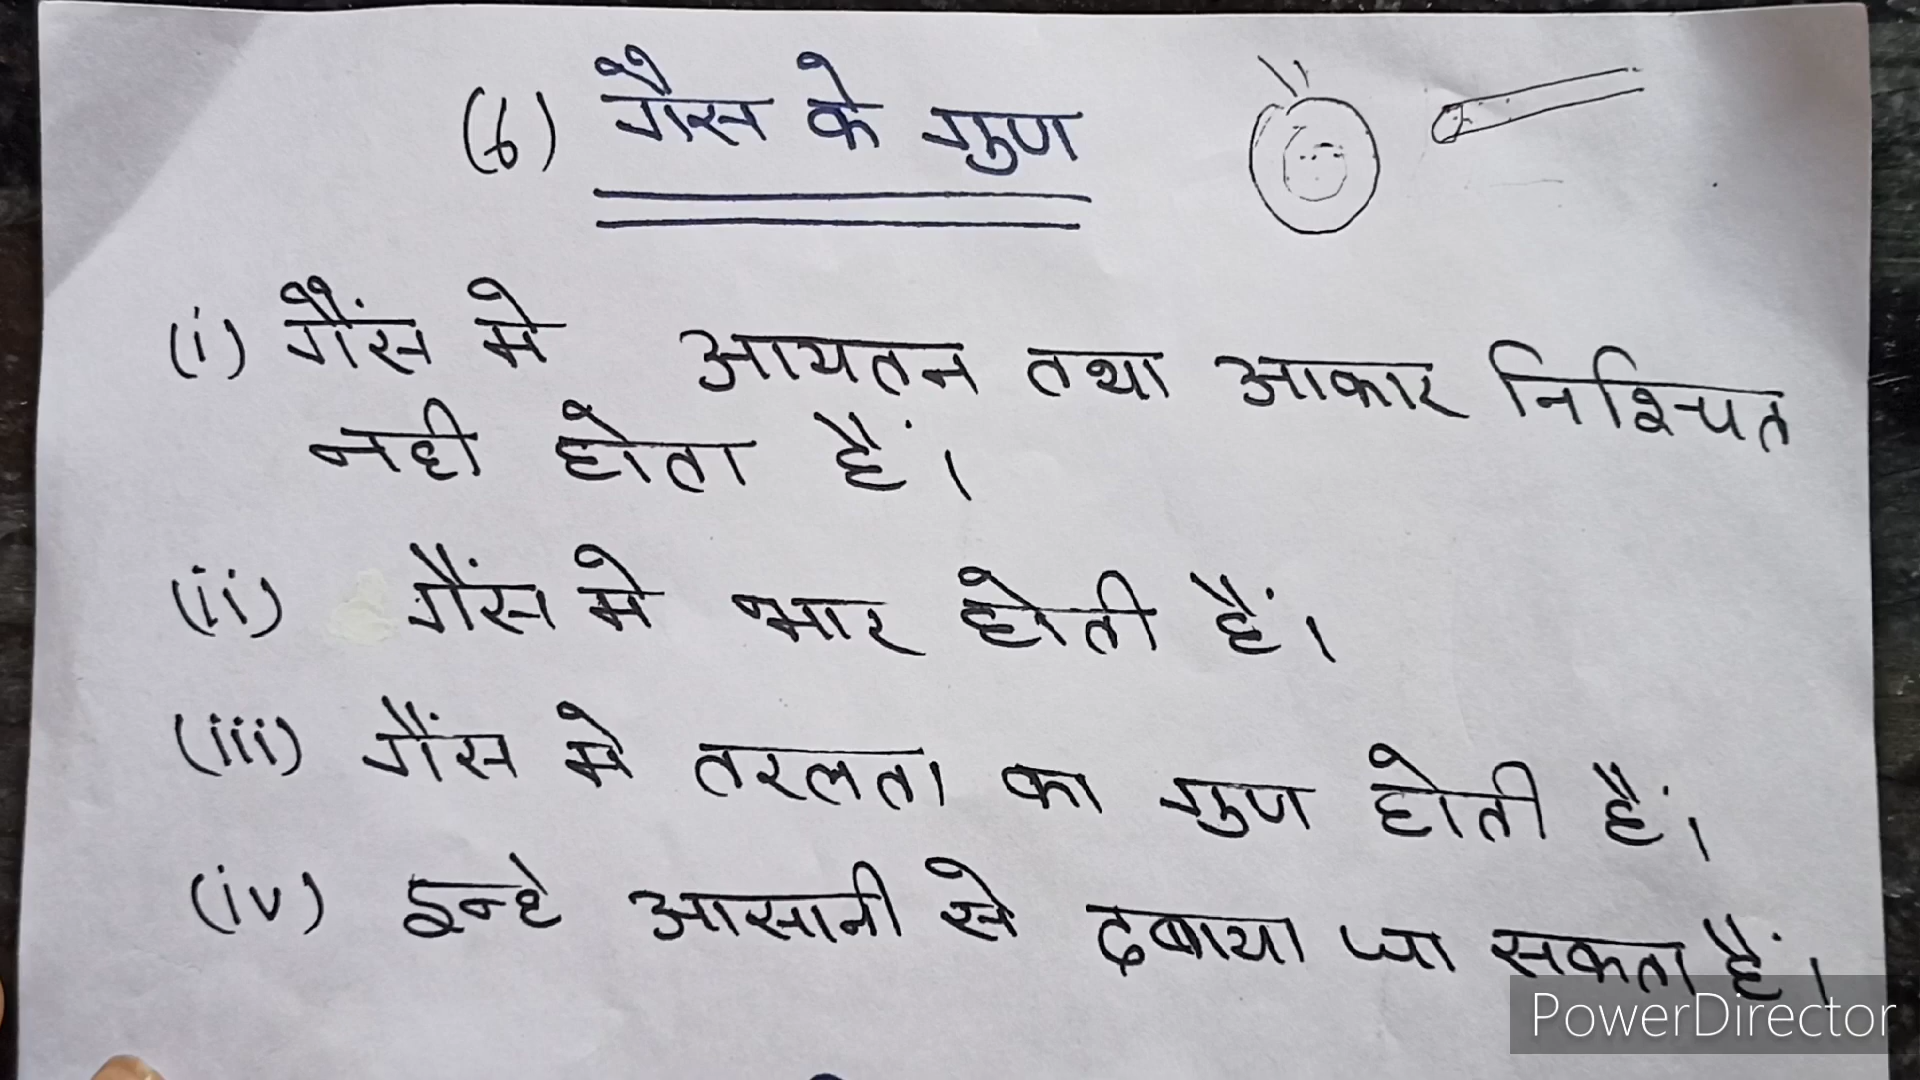 (6) गैस के गुण
(i) गैंस मे आयतन तथा आकार निश्चित
नही होता हैं।
(ii) गैंस मे भार होती हैं।
(iii) गैंस मे तरलता का गुण होती हैं।
(iv) इन्हे आसानी से दबाया जा सकता हैं।
PowerDirector